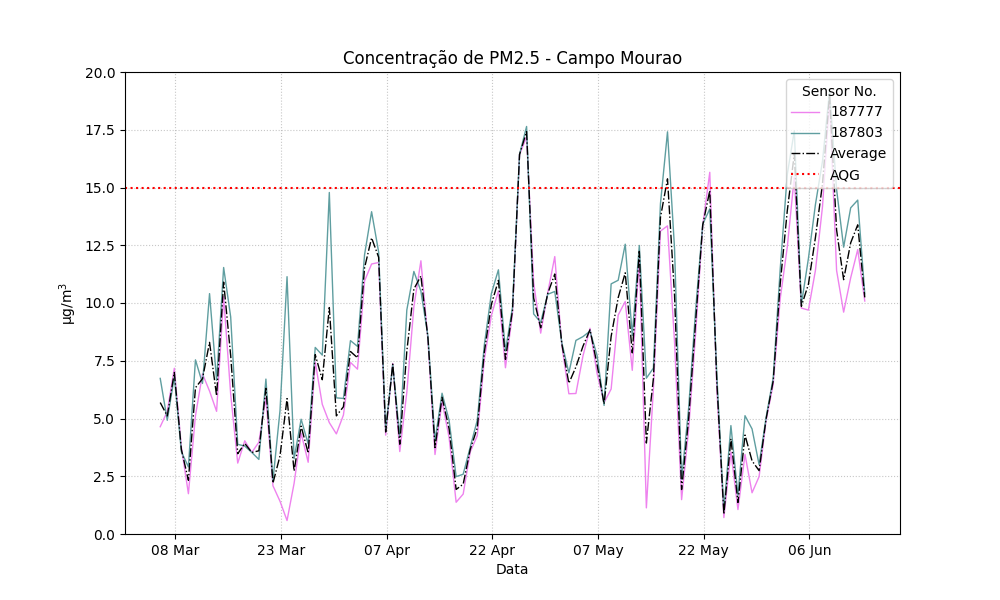 Concentração de PM2.5 - Campo Mourao
20.0
17.5
15.0
12.5
10.0
7.5
5.0
2.5
0.0
µg/m³
Sensor No.
187777
187803
Average
AQG
08 Mar
23 Mar
07 Apr
22 Apr
07 May
22 May
06 Jun
Data